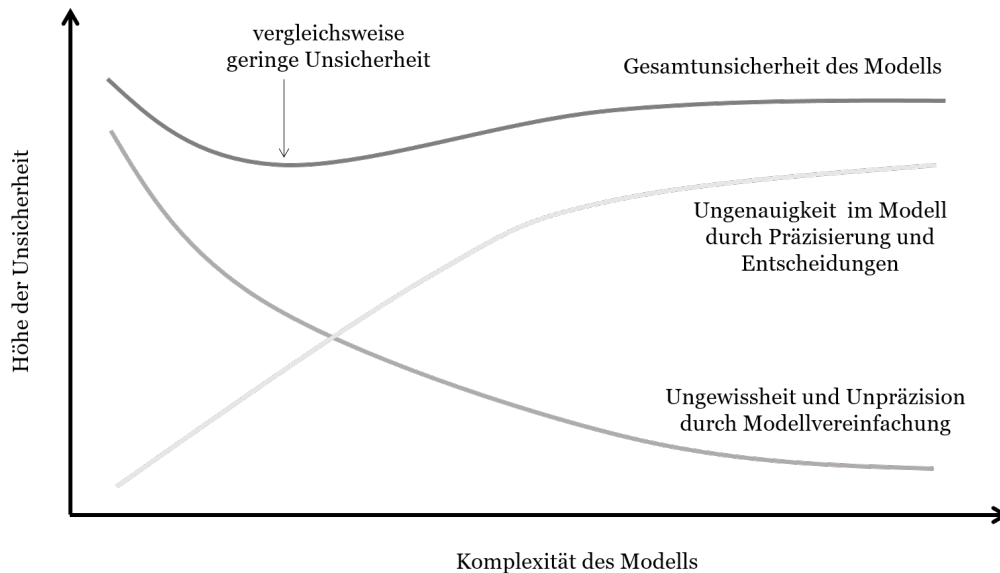 vergleichsweise
geringe Unsicherheit
Gesamtunsicherheit des Modells
Höhe der Unsicherheit
Ungenauigkeit im Modell
durch Präzisierung und
Entscheidungen
Ungewissheit und Unpräzision
durch Modellvereinfachung
Komplexität des Modells